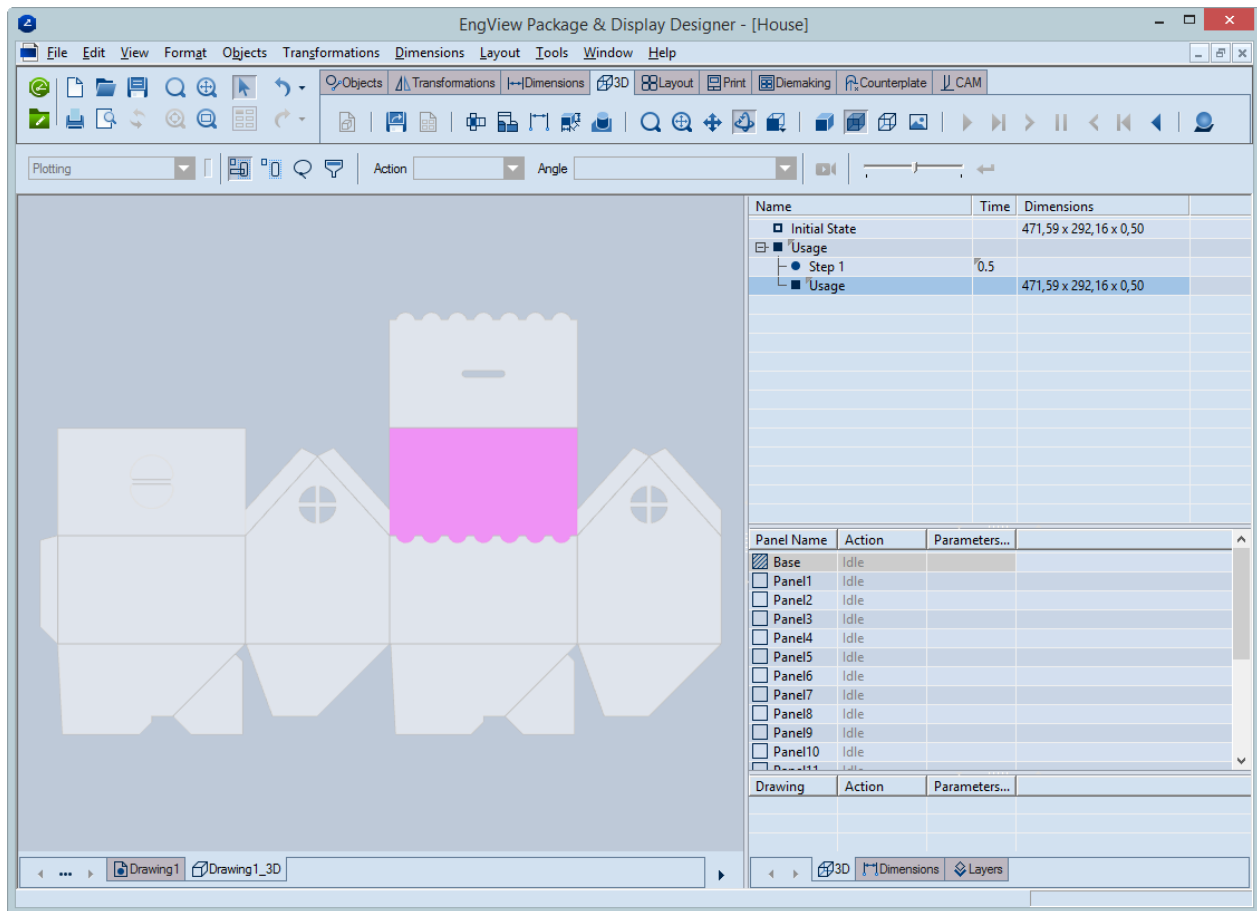 EngView Package & Display Designer - [House]
File Edit View Format Objects Transformations Dimensions Layout Tools Window Help
Objects Transformations Dimensions 3D Layout Print Diemaking Counterplate CAM
Plotting Action Angle
Name Time Dimensions
Initial State 471,59 x 292,16 x 0,50
Usage
Step 1 0.5
Usage 471,59 x 292,16 x 0,50
Panel Name Action Parameters...
Base Idle
Panel1 Idle
Panel2 Idle
Panel3 Idle
Panel4 Idle
Panel5 Idle
Panel6 Idle
Panel7 Idle
Panel8 Idle
Panel9 Idle
Panel10 Idle
Panel11 Idle
Drawing Action Parameters...
Drawing1 Drawing1_3D
3D Dimensions Layers